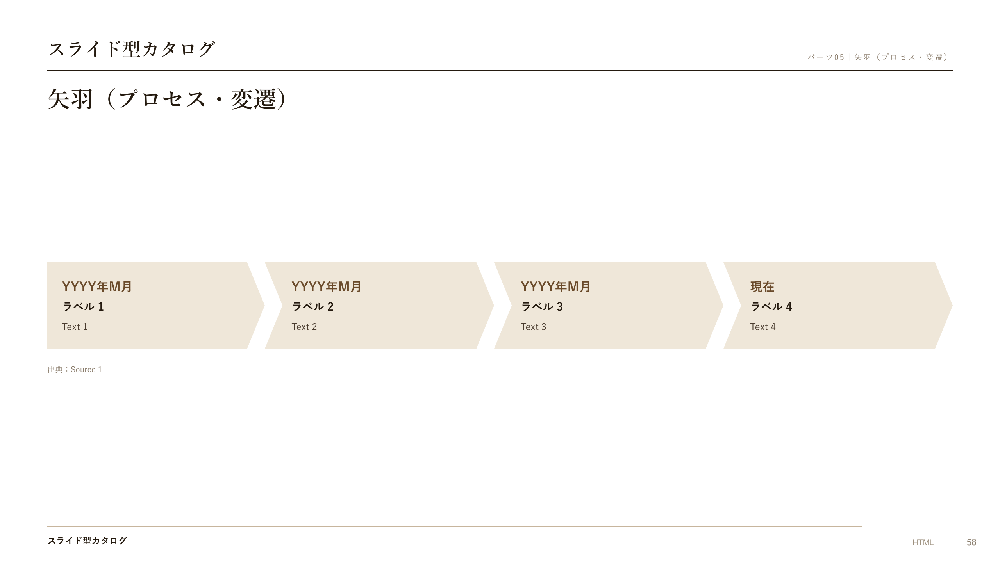 スライド型カタログ
パーツ05｜矢羽（プロセス・変遷）
矢羽（プロセス・変遷）
YYYY年M月
ラベル 1
Text 1
YYYY年M月
ラベル 2
Text 2
YYYY年M月
ラベル 3
Text 3
現在
ラベル 4
Text 4
出典：Source 1
スライド型カタログ
HTML
58